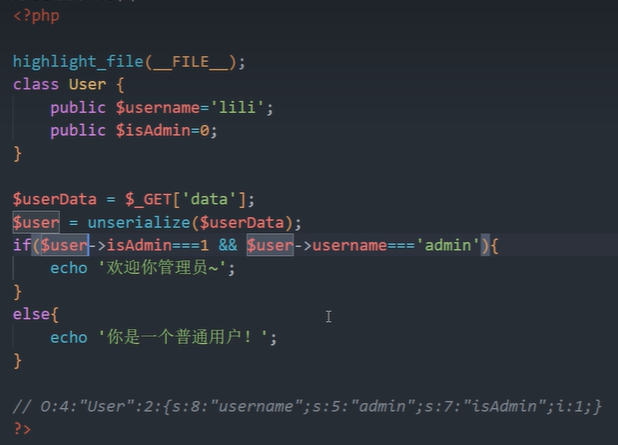 <?php
highlight_file(__FILE__);
class User {
public $username='lili';
public $isAdmin=0;
}
$userData = $_GET['data'];
$user = unserialize($userData);
if($user->isAdmin===1 && $user->username==='admin'){
echo '欢迎你管理员~';
}
else{
echo '你是一个普通用户！';
}
// O:4:"User":2:{s:8:"username";s:5:"admin";s:7:"isAdmin";i:1;}
?>